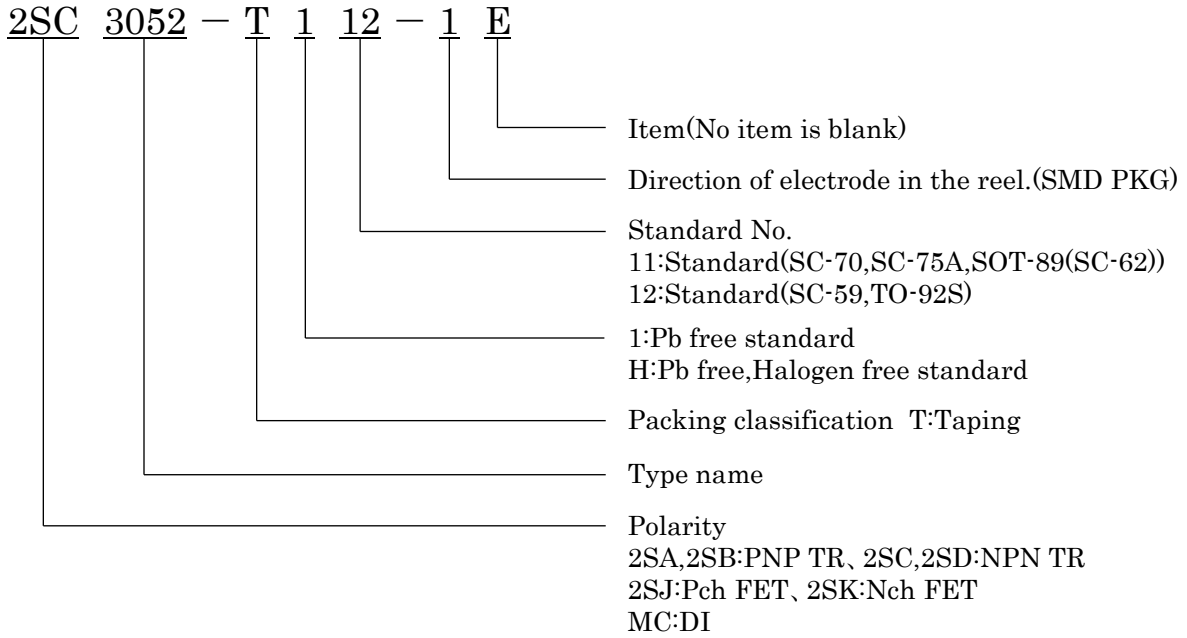 2SC 3052 － T 1 12 － 1 E
Item(No item is blank)
Direction of electrode in the reel.(SMD PKG)
Standard No.
11:Standard(SC-70,SC-75A,SOT-89(SC-62))
12:Standard(SC-59,TO-92S)
1:Pb free standard
H:Pb free,Halogen free standard
Packing classification T:Taping
Type name
Polarity
2SA,2SB:PNP TR、2SC,2SD:NPN TR
2SJ:Pch FET、2SK:Nch FET
MC:DI